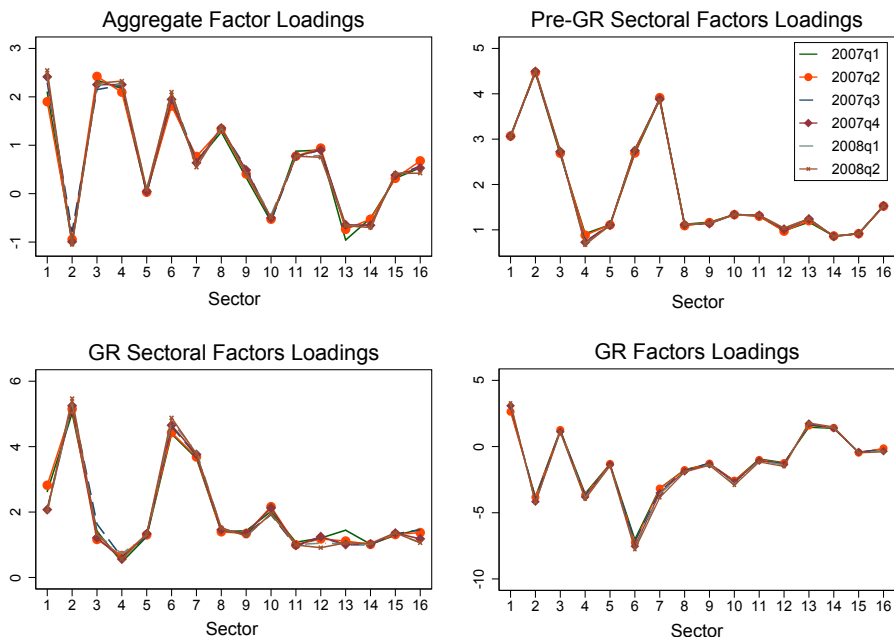 Aggregate Factor Loadings
3
2
1
0
-1
1 2 3 4 5 6 7 8 9 10 11 12 13 14 15 16
Sector
Pre-GR Sectoral Factors Loadings
5
4
3
2
1
2007q1
2007q2
2007q3
2007q4
2008q1
2008q2
1 2 3 4 5 6 7 8 9 10 11 12 13 14 15 16
Sector
GR Sectoral Factors Loadings
6
4
2
0
1 2 3 4 5 6 7 8 9 10 11 12 13 14 15 16
Sector
GR Factors Loadings
5
0
-5
-10
1 2 3 4 5 6 7 8 9 10 11 12 13 14 15 16
Sector